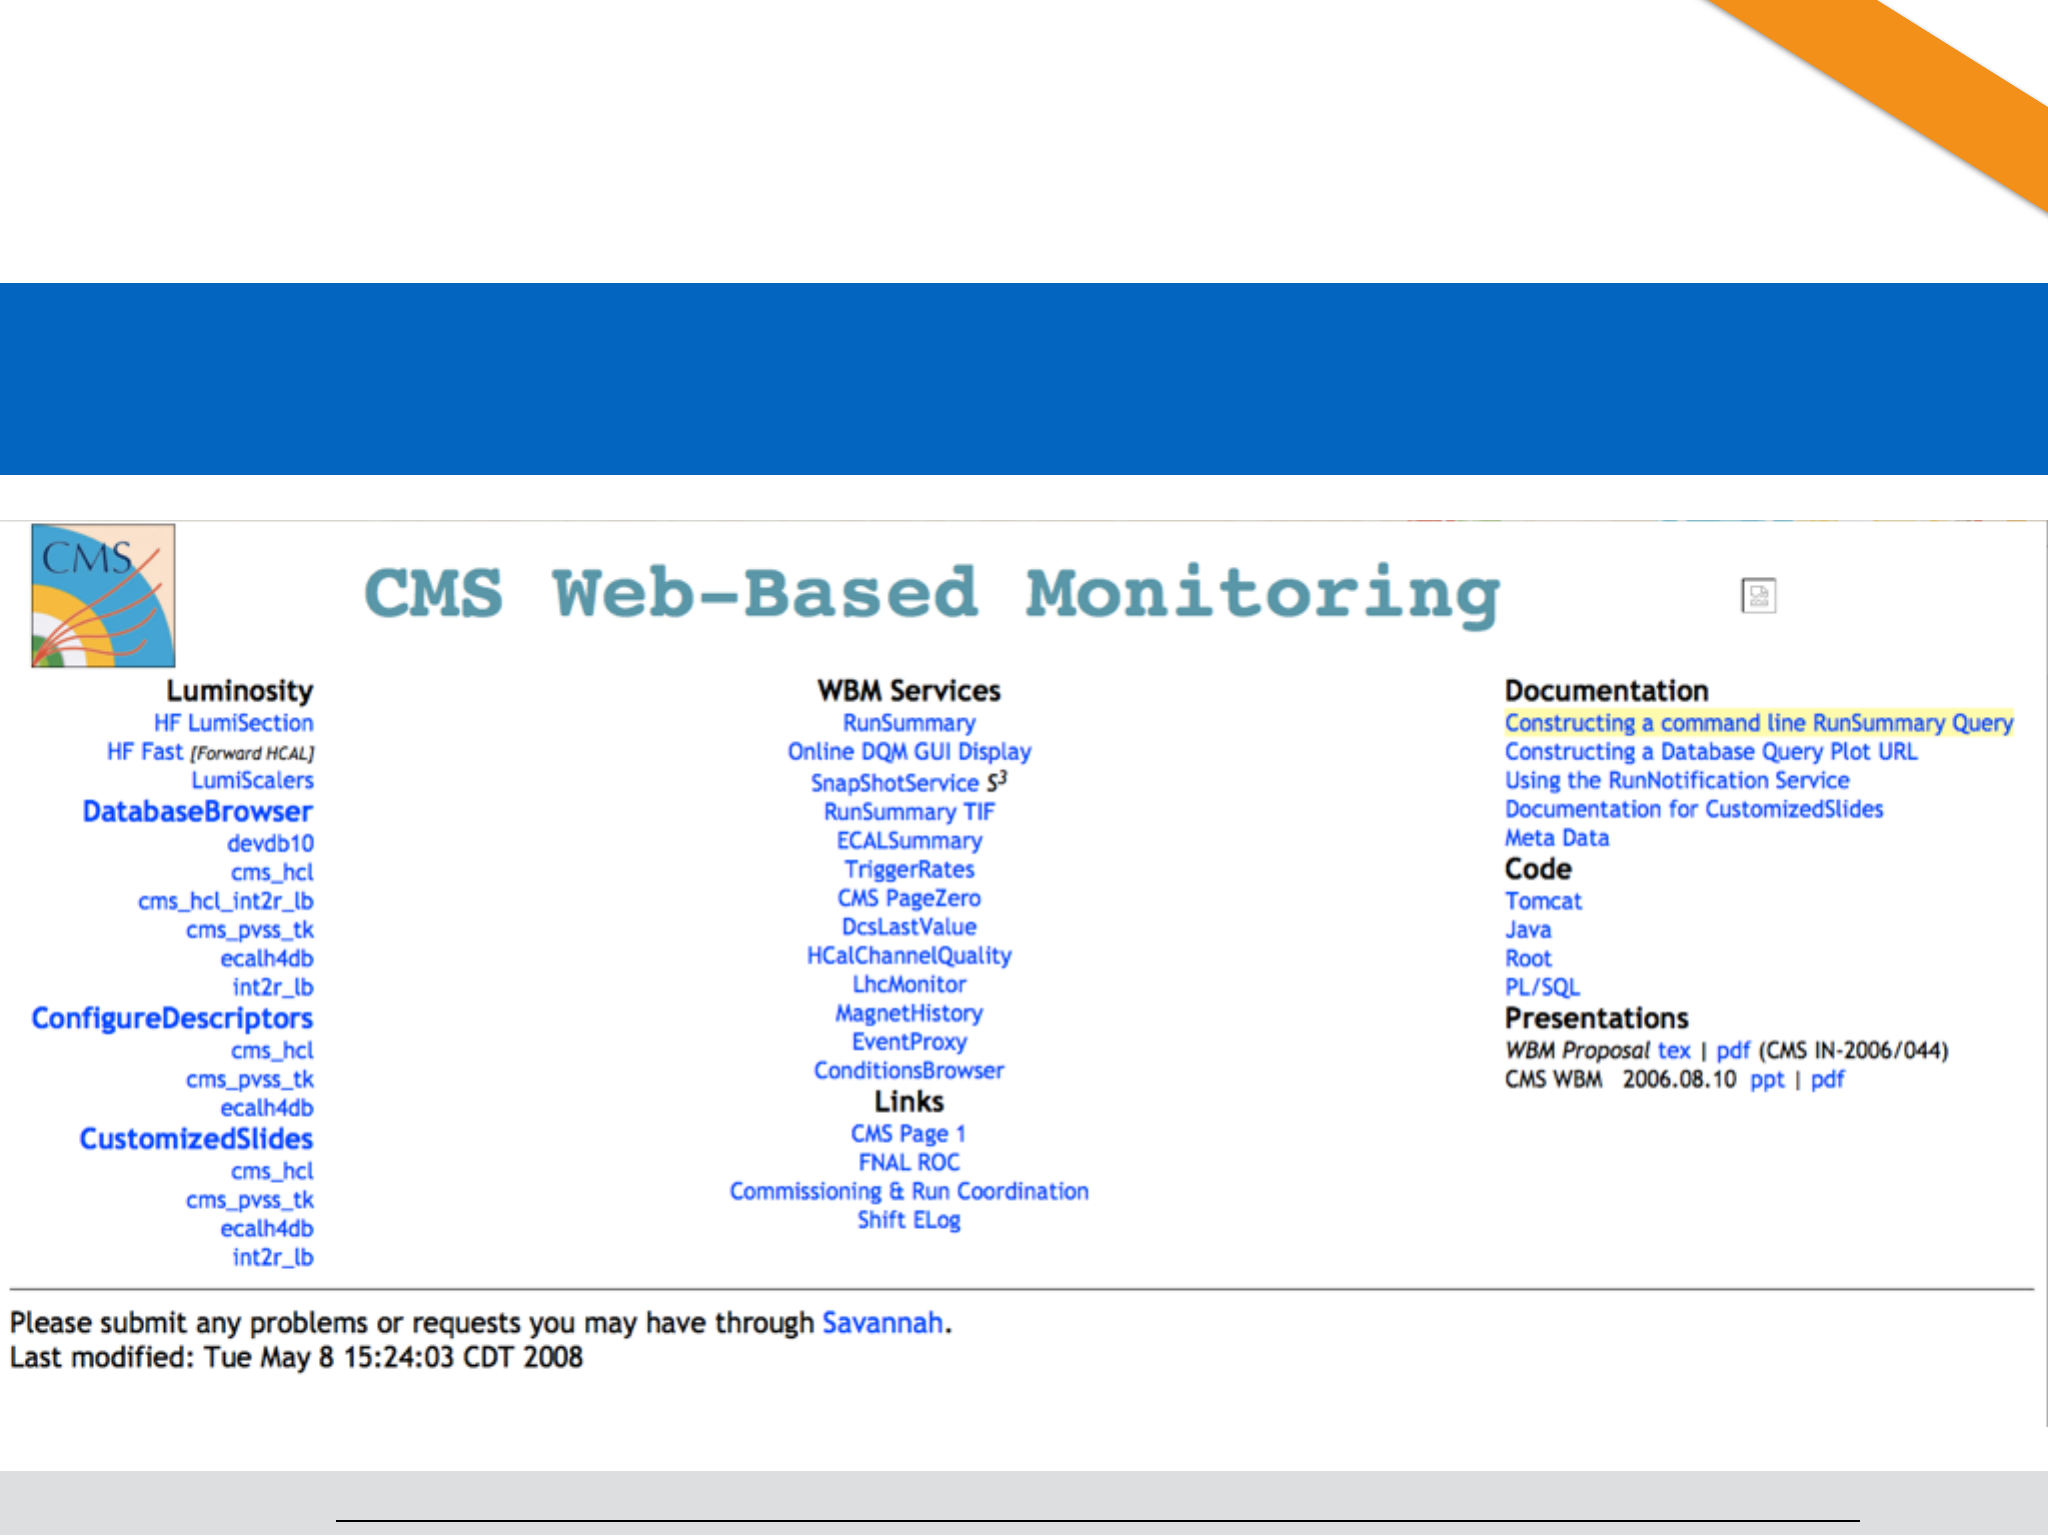 CMS
CMS Web-Based Monitoring
Luminosity
HF LumiSection
HF Fast [Forward HCAL]
LumiScalers
DatabaseBrowser
devdb10
cms_hcl
cms_hcl_int2r_lb
cms_pvss_tk
ecalh4db
int2r_lb
ConfigureDescriptors
cms_hcl
cms_pvss_tk
ecalh4db
CustomizedSlides
cms_hcl
cms_pvss_tk
ecalh4db
int2r_lb
WBM Services
RunSummary
Online DQM GUI Display
SnapShotService S³
RunSummary TIF
ECALSummary
TriggerRates
CMS PageZero
DcsLastValue
HCalChannelQuality
LhcMonitor
MagnetHistory
EventProxy
ConditionsBrowser
Links
CMS Page 1
FNAL ROC
Commissioning & Run Coordination
Shift ELog
Documentation
Constructing a command line RunSummary Query
Constructing a Database Query Plot URL
Using the RunNotification Service
Documentation for CustomizedSlides
Meta Data
Code
Tomcat
Java
Root
PL/SQL
Presentations
WBM Proposal tex | pdf (CMS IN-2006/044)
CMS WBM 2006.08.10 ppt | pdf
Please submit any problems or requests you may have through Savannah.
Last modified: Tue May 8 15:24:03 CDT 2008